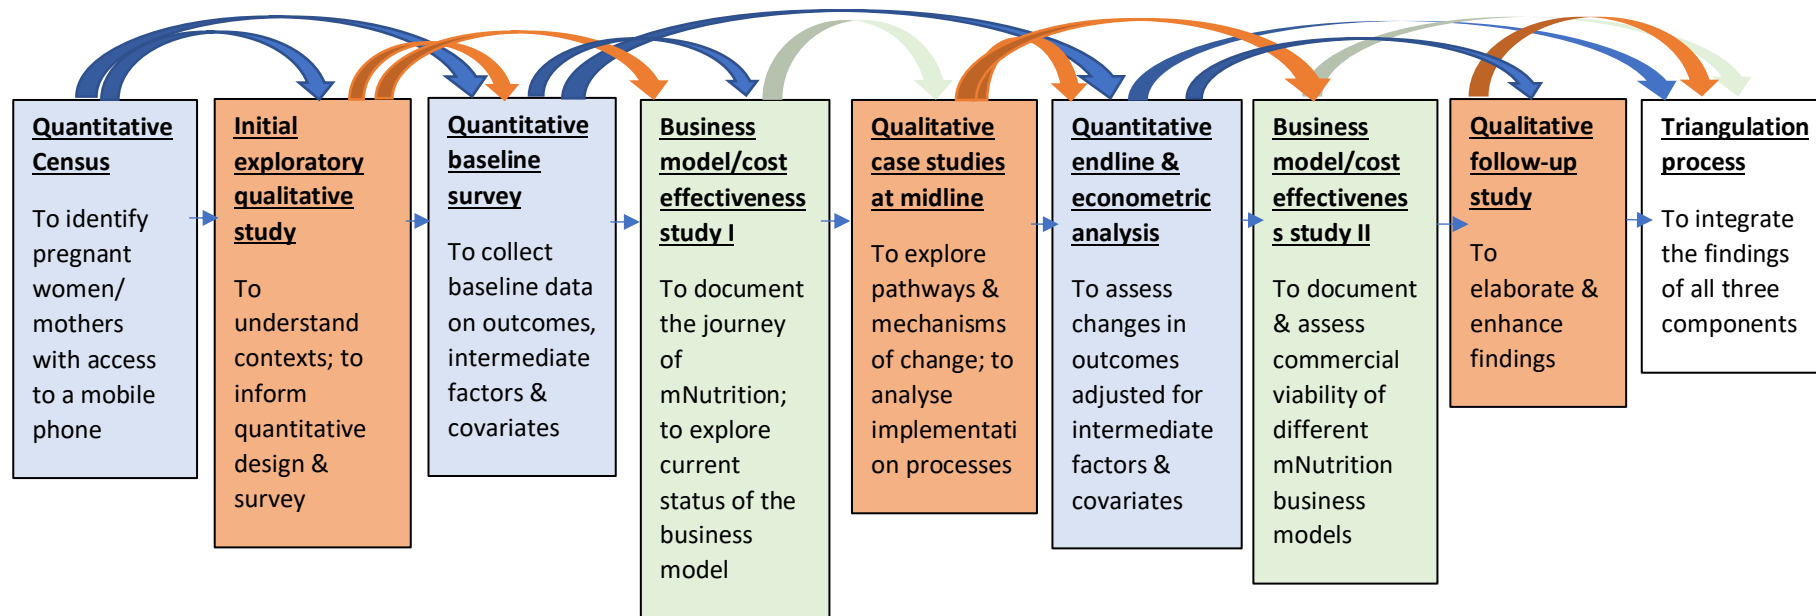 Quantitative
Census
To identify
pregnant
women/
mothers
with access
to a mobile
phone
Initial
exploratory
qualitative
study
To
understand
contexts; to
inform
quantitative
design &
survey
Quantitative
baseline
survey
To collect
baseline data
on outcomes,
intermediate
factors &
covariates
Business
model/cost
effectiveness
study I
To document
the journey
of
mNutrition;
to explore
current
status of the
business
model
Qualitative
case studies
at midline
To explore
pathways &
mechanisms
of change; to
analyse
implementati
on processes
Quantitative
endline &
econometric
analysis
To assess
changes in
outcomes
adjusted for
intermediate
factors &
covariates
Business
model/cost
effectivenes
s study II
To document
& assess
commercial
viability of
different
mNutrition
business
models
Qualitative
follow-up
study
To
elaborate &
enhance
findings
Triangulation
process
To integrate
the findings
of all three
components